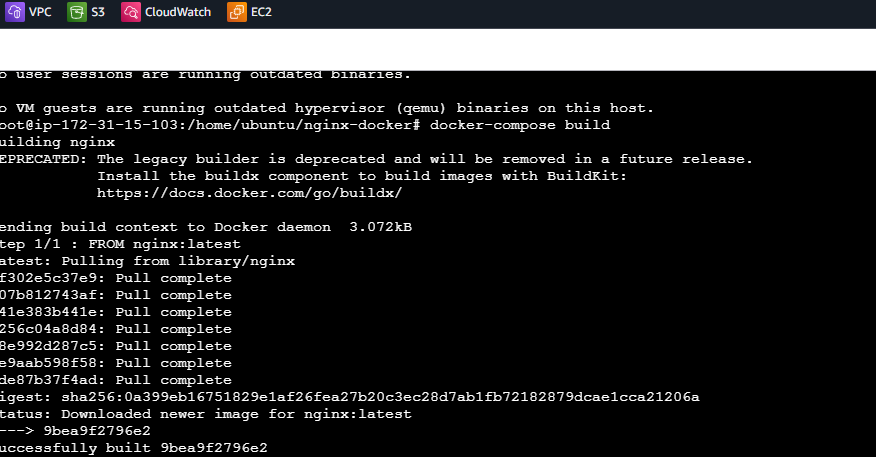 VPC S3 CloudWatch EC2
o user sessions are running outdated binaries.
o VM guests are running outdated hypervisor (qemu) binaries on this host.
oot@ip-172-31-15-103:/home/ubuntu/nginx-docker# docker-compose build
uilding nginx
EPRECATED: The legacy builder is deprecated and will be removed in a future release.
Install the buildx component to build images with BuildKit:
https://docs.docker.com/go/buildx/
ending build context to Docker daemon  3.072kB
tep 1/1 : FROM nginx:latest
atest: Pulling from library/nginx
f302e5c37e9: Pull complete
07b812743af: Pull complete
41e383b441e: Pull complete
256c04a8d84: Pull complete
8e992d287c5: Pull complete
e9aab598f58: Pull complete
de87b37f4ad: Pull complete
igest: sha256:0a399eb16751829e1af26fea27b20c3ec28d7ab1fb72182879dcae1cca21206a
tatus: Downloaded newer image for nginx:latest
---> 9bea9f2796e2
uccessfully built 9bea9f2796e2